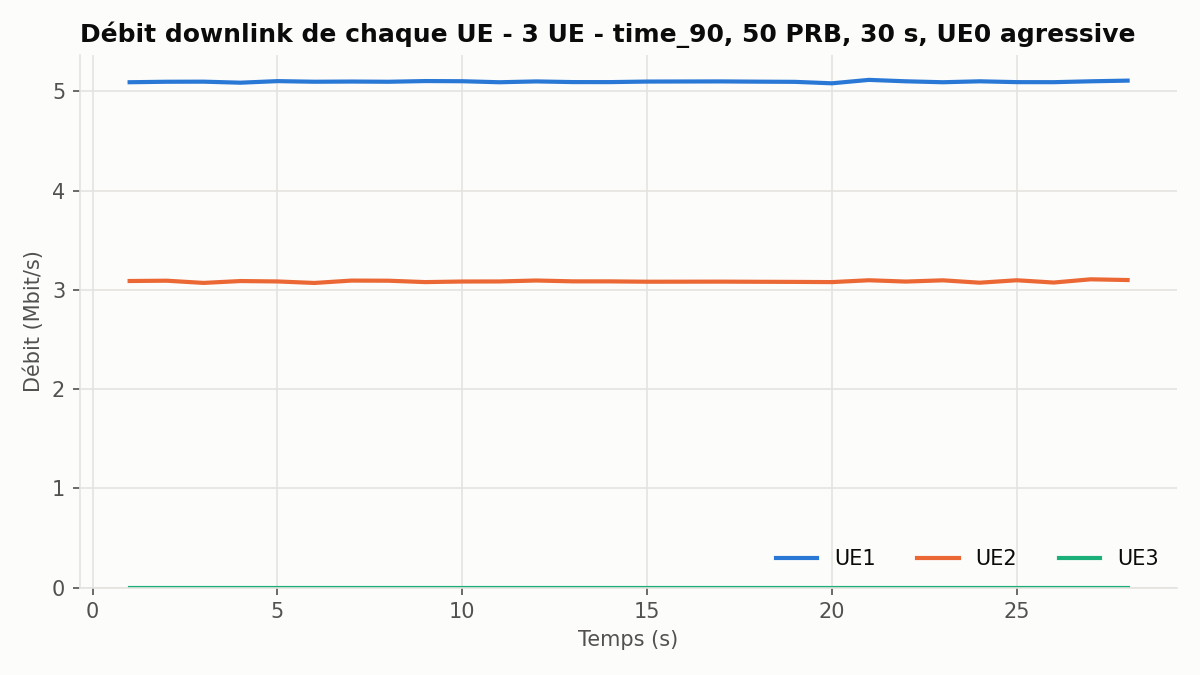 Débit downlink de chaque UE - 3 UE - time_90, 50 PRB, 30 s, UE0 agressive
Débit (Mbit/s)
5
4
3
2
1
0
UE1 UE2 UE3
0 5 10 15 20 25
Temps (s)